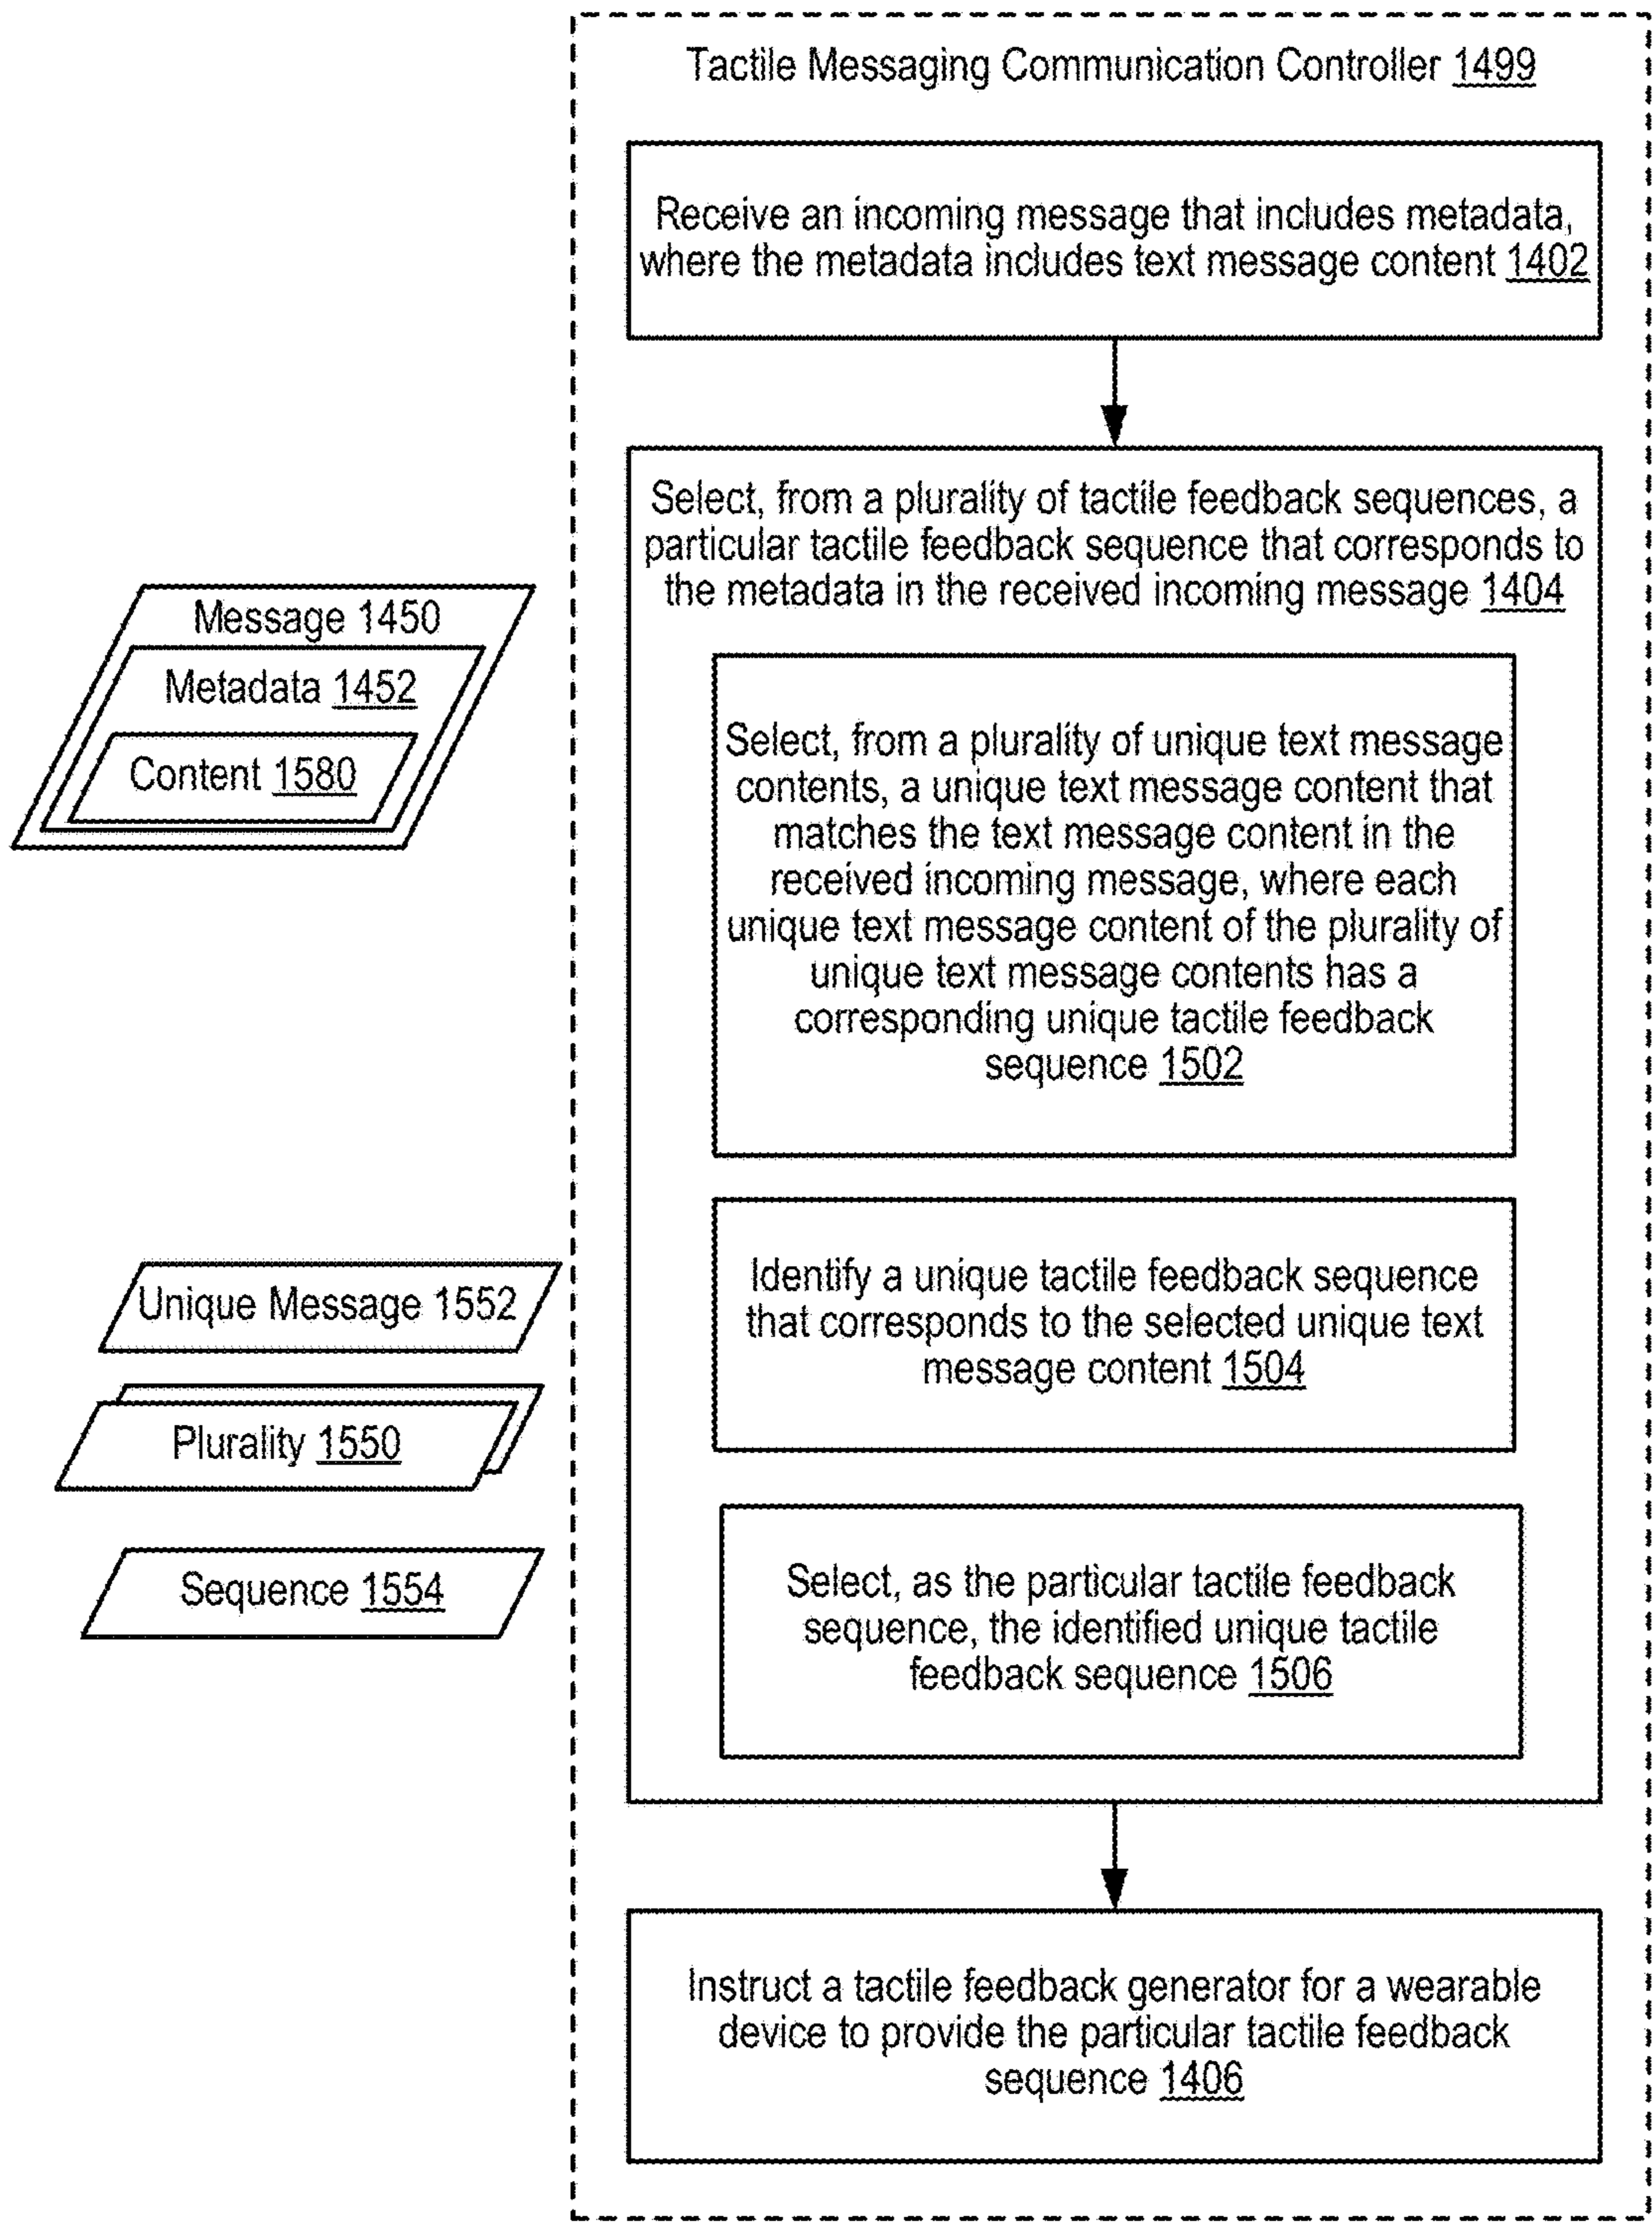 Tactile Messaging Communication Controller 1499
Receive an incoming message that includes metadata,
where the metadata includes text message content 1402
Select, from a plurality of tactile feedback sequences, a
particular tactile feedback sequence that corresponds to
the metadata in the received incoming message 1404
Message 1450
Metadata 1452
Content 1580
Select, from a plurality of unique text message
contents, a unique text message content that
matches the text message content in the
received incoming message, where each
unique text message content of the plurality of
unique text message contents has a
corresponding unique tactile feedback
sequence 1502
Unique Message 1552
Plurality 1550
Sequence 1554
Identify a unique tactile feedback sequence
that corresponds to the selected unique text
message content 1504
Select, as the particular tactile feedback
sequence, the identified unique tactile
feedback sequence 1506
Instruct a tactile feedback generator for a wearable
device to provide the particular tactile feedback
sequence 1406